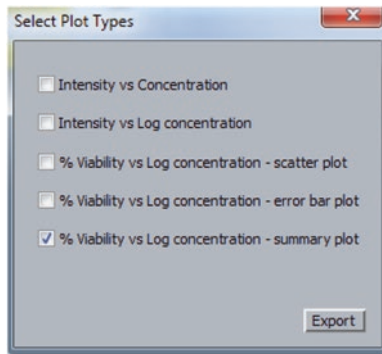 Select Plot Types
Intensity vs Concentration
Intensity vs Log concentration
% Viability vs Log concentration - scatter plot
% Viability vs Log concentration - error bar plot
% Viability vs Log concentration - summary plot
Export